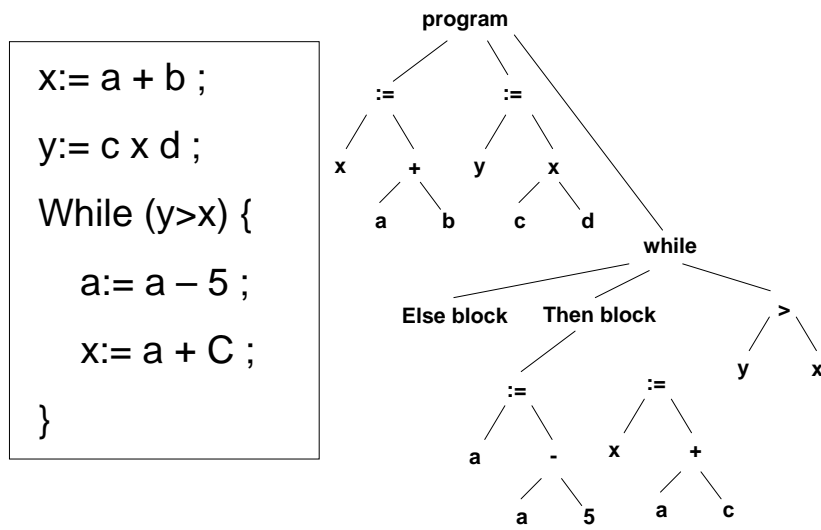 x:= a + b ;
y:= c x d ;
While (y>x) {
a:= a – 5 ;
x:= a + C ;
}
program
:= :=
x + y x
a b c d
while
Else block Then block >
y x
:= :=
a - x +
a 5 a c